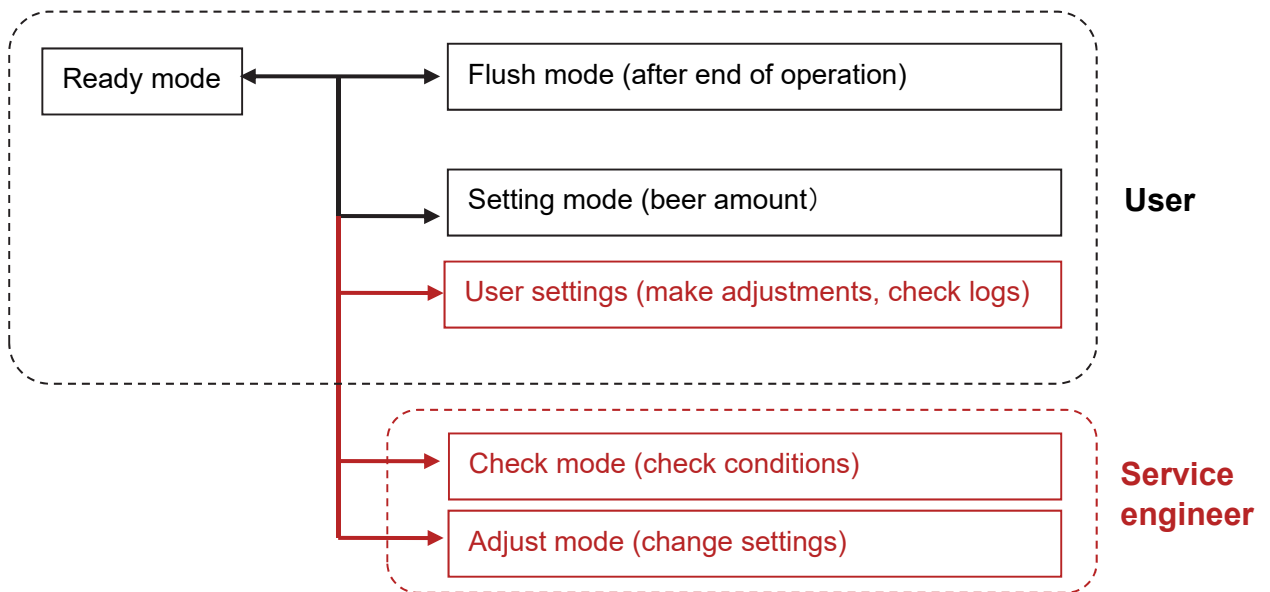 Ready mode
Flush mode (after end of operation)
Setting mode (beer amount）
User
User settings (make adjustments, check logs)
Check mode (check conditions)
Service
engineer
Adjust mode (change settings)